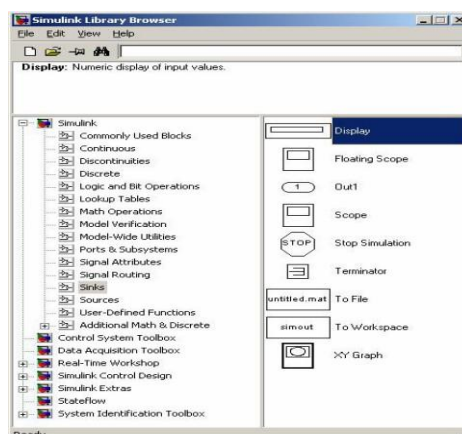 Simulink Library Browser
File Edit View Help
Display: Numeric display of input values.
Simulink
Commonly Used Blocks
Continuous
Discontinuities
Discrete
Logic and Bit Operations
Lookup Tables
Math Operations
Model Verification
Model-Wide Utilities
Ports & Subsystems
Signal Attributes
Signal Routing
Sinks
Sources
User-Defined Functions
Additional Math & Discrete
Control System Toolbox
Data Acquisition Toolbox
Real-Time Workshop
Simulink Control Design
Simulink Extras
Stateflow
System Identification Toolbox
Display
Floating Scope
1 Out1
Scope
STOP Stop Simulation
Terminator
untitled.mat To File
simout To Workspace
XY Graph
Ready